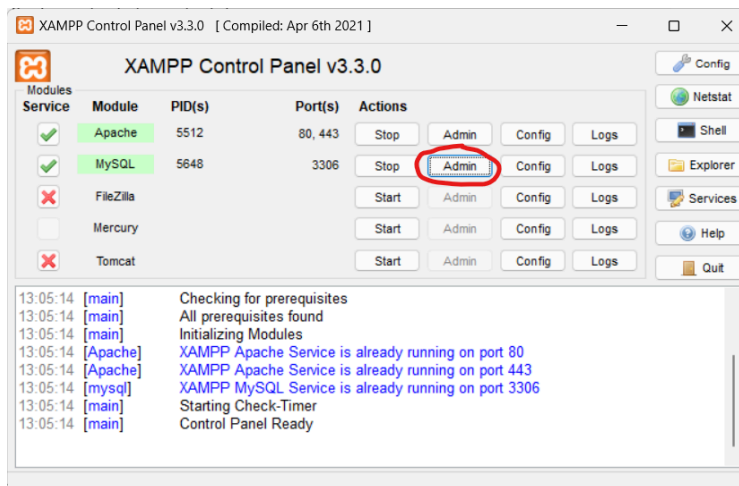 XAMPP Control Panel v3.3.0 [ Compiled: Apr 6th 2021 ]
XAMPP Control Panel v3.3.0
Config
Modules
Service Module PID(s) Port(s) Actions
Netstat
Apache 5512 80, 443 Stop Admin Config Logs
Shell
MySQL 5648 3306 Stop Admin Config Logs
Explorer
FileZilla Start Admin Config Logs
Services
Mercury Start Admin Config Logs
Help
Tomcat Start Admin Config Logs
Quit
13:05:14 [main] Checking for prerequisites
13:05:14 [main] All prerequisites found
13:05:14 [main] Initializing Modules
13:05:14 [Apache] XAMPP Apache Service is already running on port 80
13:05:14 [Apache] XAMPP Apache Service is already running on port 443
13:05:14 [mysql] XAMPP MySQL Service is already running on port 3306
13:05:14 [main] Starting Check-Timer
13:05:14 [main] Control Panel Ready